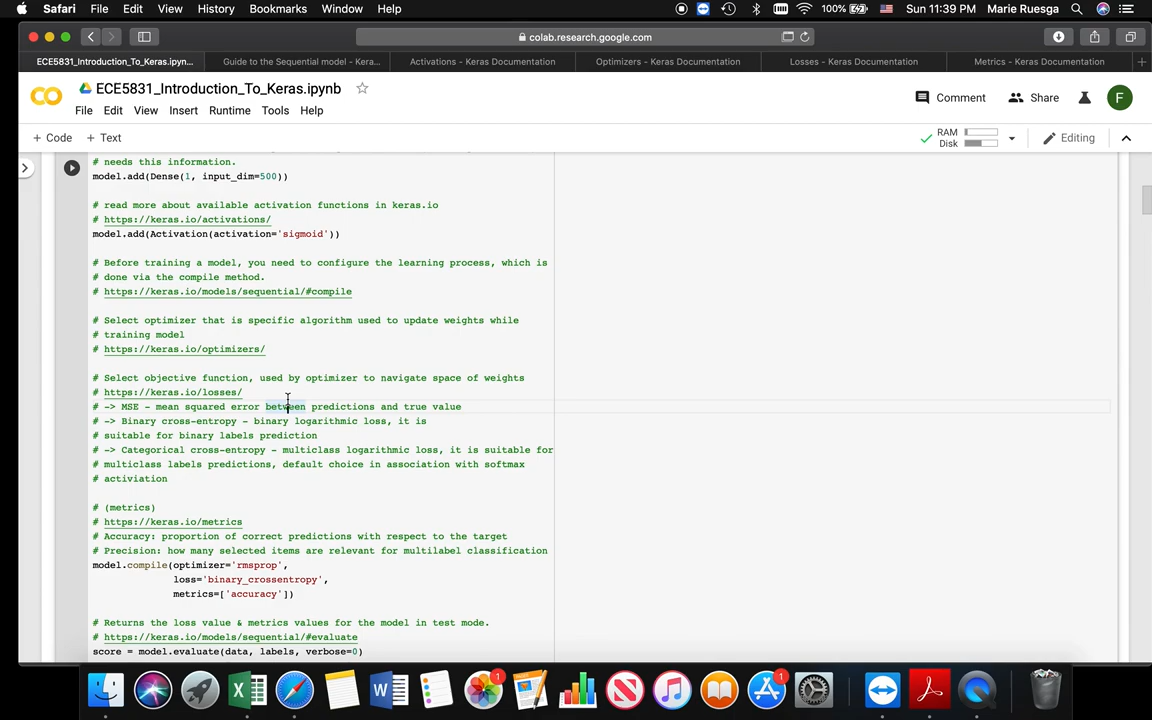 Safari File Edit View History Bookmarks Window Help 100% Sun 11:39 PM Marie Ruesga
colab.research.google.com
ECE5831_Introduction_To_Keras.ipyn... Guide to the Sequential model - Kera... Activations - Keras Documentation Optimizers - Keras Documentation Losses - Keras Documentation Metrics - Keras Documentation
CO ECE5831_Introduction_To_Keras.ipynb Comment Share F
File Edit View Insert Runtime Tools Help
+ Code + Text RAM Disk Editing
# needs this information.
model.add(Dense(1, input_dim=500))
# read more about available activation functions in keras.io
# https://keras.io/activations/
model.add(Activation(activation='sigmoid'))
# Before training a model, you need to configure the learning process, which is
# done via the compile method.
# https://keras.io/models/sequential/#compile
# Select optimizer that is specific algorithm used to update weights while
# training model
# https://keras.io/optimizers/
# Select objective function, used by optimizer to navigate space of weights
# https://keras.io/losses/
# -> MSE - mean squared error between predictions and true value
# -> Binary cross-entropy - binary logarithmic loss, it is
# suitable for binary labels prediction
# -> Categorical cross-entropy - multiclass logarithmic loss, it is suitable for
# multiclass labels predictions, default choice in association with softmax
# activiation
# (metrics)
# https://keras.io/metrics
# Accuracy: proportion of correct predictions with respect to the target
# Precision: how many selected items are relevant for multilabel classification
model.compile(optimizer='rmsprop',
loss='binary_crossentropy',
metrics=['accuracy'])
# Returns the loss value & metrics values for the model in test mode.
# https://keras.io/models/sequential/#evaluate
score = model.evaluate(data, labels, verbose=0)
1 1